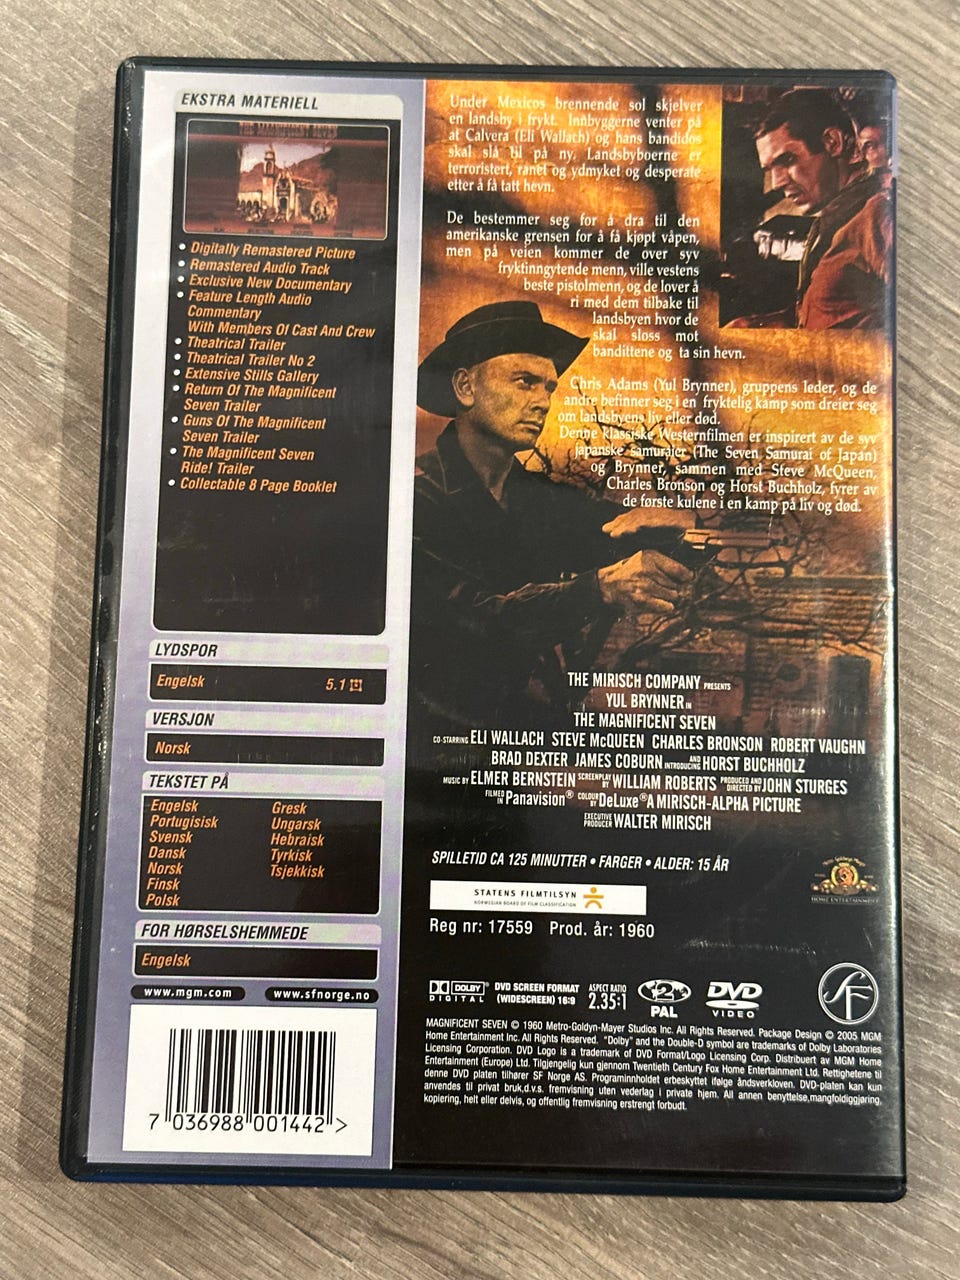 EKSTRA MATERIELL
THE MAGNIFICENT SEVEN
• Digitally Remastered Picture
• Remastered Audio Track
• Exclusive New Documentary
• Feature Length Audio
Commentary
With Members Of Cast And Crew
• Theatrical Trailer
• Theatrical Trailer No 2
• Extensive Stills Gallery
• Return Of The Magnificent
Seven Trailer
• Guns Of The Magnificent
Seven Trailer
• The Magnificent Seven
Ride! Trailer
• Collectable 8 Page Booklet
LYDSPOR
Engelsk 5.1
VERSJON
Norsk
TEKSTET PÅ
Engelsk Gresk
Portugisisk Ungarsk
Svensk Hebraisk
Dansk Tyrkisk
Norsk Tsjekkisk
Finsk
Polsk
FOR HØRSELSHEMMEDE
Engelsk
www.mgm.com www.sfnorge.no
7 036988 001442 >
Under Mexicos brennende sol skjelver
en landsby i frykt. Innbyggerne venter på
at Calvera (Eli Wallach) og hans bandidos
skal slå til på ny. Landsbyboerne er
terroristert, ranet og ydmyket og desperate
etter å få tatt hevn.
De bestemmer seg for å dra til den
amerikanske grensen for å få kjøpt våpen,
men på veien kommer de over syv
fryktinngytende menn, ville vestens
beste pistolmenn, og de lover å
ri med dem tilbake til
landsbyen hvor de
skal sloss mot
bandittene og ta sin hevn.
Chris Adams (Yul Brynner), gruppens leder, og de
andre befinner seg i en fryktelig kamp som dreier seg
om landsbyens liv eller død.
Denne klassiske Westernfilmen er inspirert av de syv
japanske samuraier (The Seven Samurai of Japan)
og Brynner, sammen med Steve McQueen,
Charles Bronson og Horst Buchholz, fyrer av
de første kulene i en kamp på liv og død.
THE MIRISCH COMPANY PRESENTS
YUL BRYNNER IN
THE MAGNIFICENT SEVEN
CO-STARRING ELI WALLACH STEVE McQUEEN CHARLES BRONSON ROBERT VAUGHN
BRAD DEXTER JAMES COBURN AND INTRODUCING HORST BUCHHOLZ
MUSIC BY ELMER BERNSTEIN SCREENPLAY BY WILLIAM ROBERTS PRODUCED AND DIRECTED BY JOHN STURGES
FILMED IN Panavision® COLOUR BY DeLuxe® A MIRISCH-ALPHA PICTURE
EXECUTIVE PRODUCER WALTER MIRISCH
SPILLETID CA 125 MINUTTER • FARGER • ALDER: 15 ÅR
STATENS FILMTILSYN
NORWEGIAN BOARD OF FILM CLASSIFICATION
HOME ENTERTAINMENT
Reg nr: 17559 Prod. år: 1960
DOLBY DIGITAL
DVD SCREEN FORMAT
(WIDESCREEN) 16:9
ASPECT RATIO
2.35:1
2
PAL
DVD
VIDEO
SF
MAGNIFICENT SEVEN © 1960 Metro-Goldyn-Mayer Studios Inc. All Rights Reserved. Package Design © 2005 MGM
Home Entertainment Inc. All Rights Reserved. "Dolby" and the Double-D symbol are trademarks of Dolby Laboratories
Licensing Corporation. DVD Logo is a trademark of DVD Format/Logo Licensing Corp. Distribuert av MGM Home
Entertainment (Europe) Ltd. Tilgjengelig kun gjennom Twentieth Century Fox Home Entertainment Ltd. Rettighetene til
denne DVD platen tilhører SF Norge AS. Programinnholdet erbeskyttet ifølge åndsverkloven. DVD-platen kan kun
anvendes til privat bruk,d.v.s. fremvisning uten vederlag i private hjem. All annen benyttelse,mangfoldiggjøring,
kopiering, helt eller delvis, og offentlig fremvisning erstrengt forbudt.